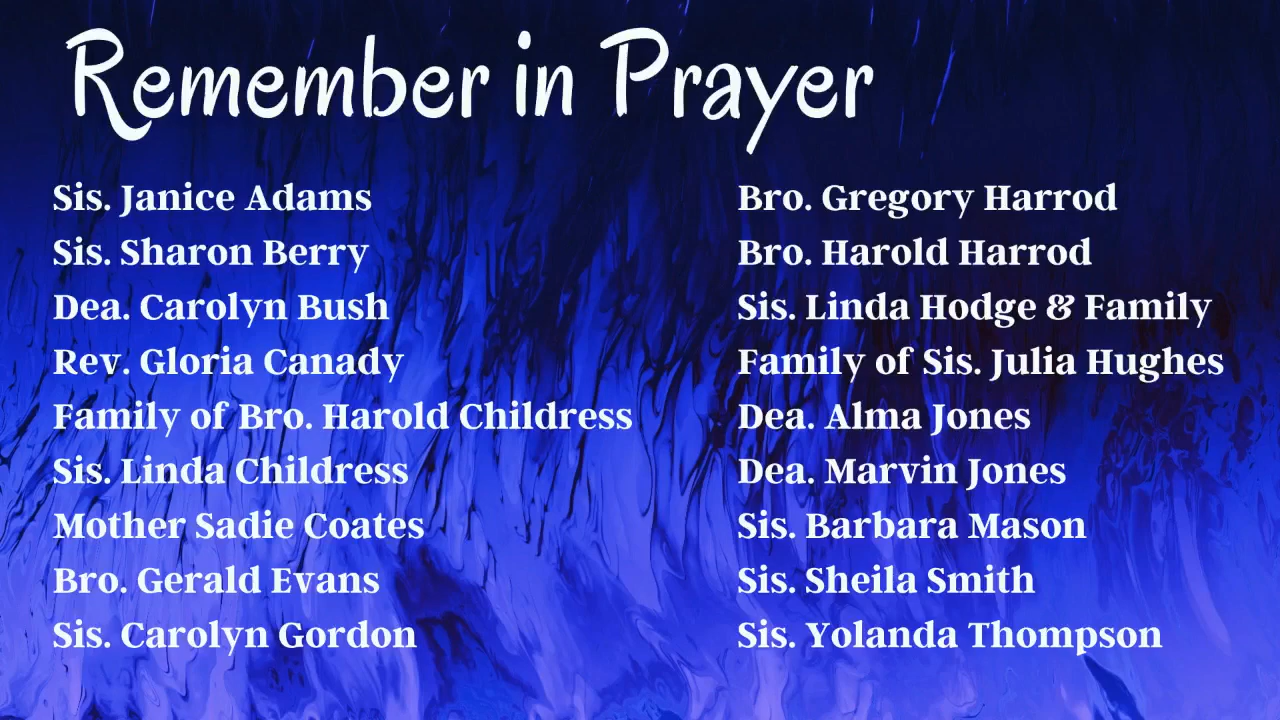 Remember in Prayer
Sis. Janice Adams
Sis. Sharon Berry
Dea. Carolyn Bush
Rev. Gloria Canady
Family of Bro. Harold Childress
Sis. Linda Childress
Mother Sadie Coates
Bro. Gerald Evans
Sis. Carolyn Gordon
Bro. Gregory Harrod
Bro. Harold Harrod
Sis. Linda Hodge & Family
Family of Sis. Julia Hughes
Dea. Alma Jones
Dea. Marvin Jones
Sis. Barbara Mason
Sis. Sheila Smith
Sis. Yolanda Thompson